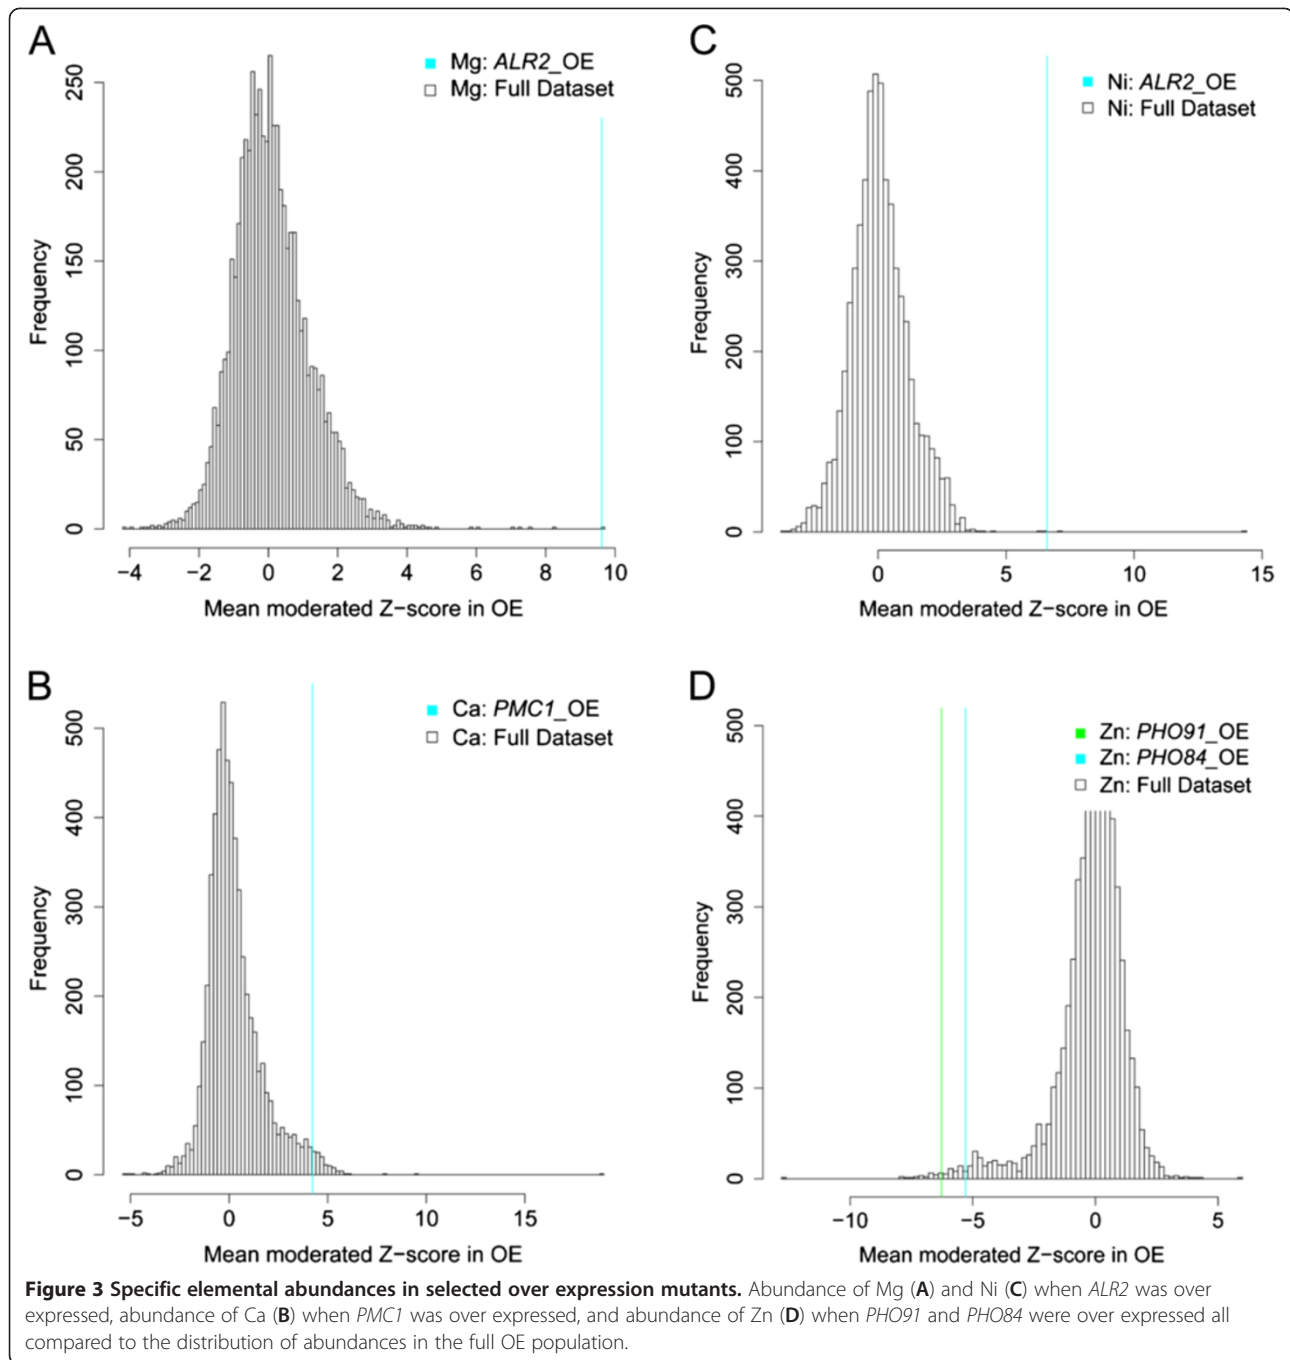 A
Mg: ALR2_OE
Mg: Full Dataset
Frequency
0
50
100
150
200
250
−4
−2
0
2
4
6
8
10
Mean moderated Z−score in OE
C
Ni: ALR2_OE
Ni: Full Dataset
Frequency
0
100
200
300
400
500
0
5
10
15
Mean moderated Z−score in OE
B
Ca: PMC1_OE
Ca: Full Dataset
Frequency
0
100
200
300
400
500
−5
0
5
10
15
Mean moderated Z−score in OE
D
Zn: PHO91_OE
Zn: PHO84_OE
Zn: Full Dataset
Frequency
0
100
200
300
400
500
−10
−5
0
5
Mean moderated Z−score in OE
Figure 3 Specific elemental abundances in selected over expression mutants. Abundance of Mg (A) and Ni (C) when ALR2 was over
expressed, abundance of Ca (B) when PMC1 was over expressed, and abundance of Zn (D) when PHO91 and PHO84 were over expressed all
compared to the distribution of abundances in the full OE population.